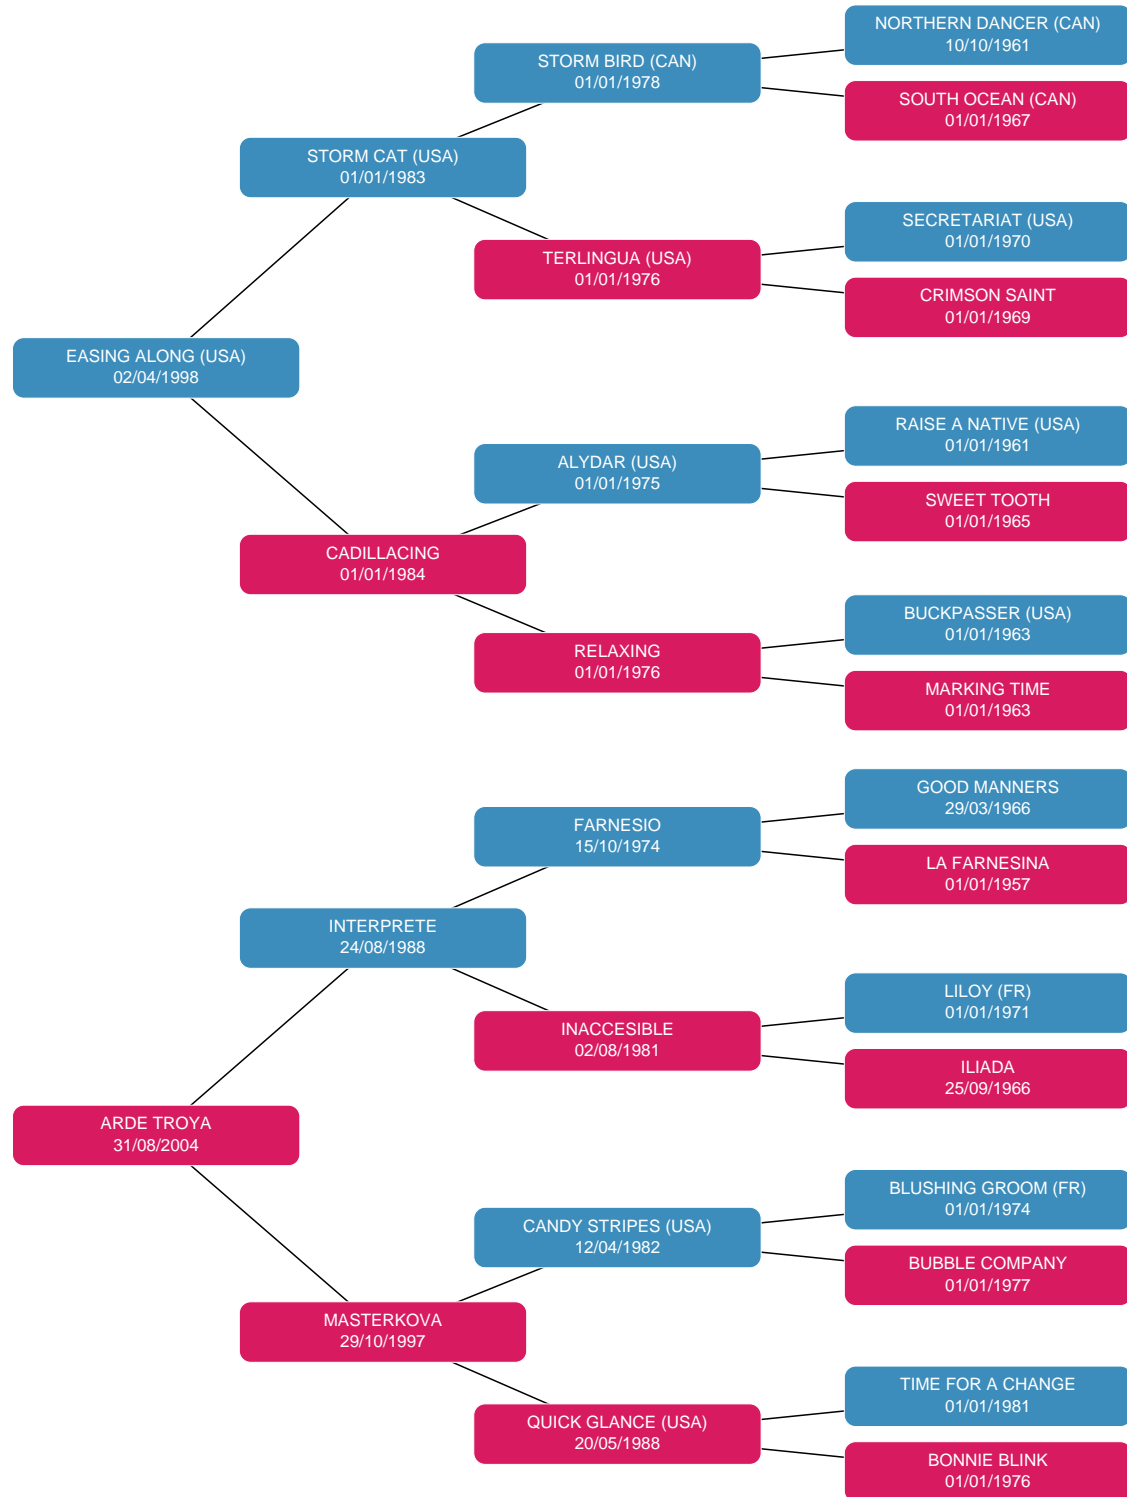 NORTHERN DANCER (CAN)
10/10/1961
STORM BIRD (CAN)
01/01/1978
SOUTH OCEAN (CAN)
01/01/1967
STORM CAT (USA)
01/01/1983
SECRETARIAT (USA)
01/01/1970
TERLINGUA (USA)
01/01/1976
CRIMSON SAINT
01/01/1969
EASING ALONG (USA)
02/04/1998
RAISE A NATIVE (USA)
01/01/1961
ALYDAR (USA)
01/01/1975
SWEET TOOTH
01/01/1965
CADILLACING
01/01/1984
BUCKPASSER (USA)
01/01/1963
RELAXING
01/01/1976
MARKING TIME
01/01/1963
GOOD MANNERS
29/03/1966
FARNESIO
15/10/1974
LA FARNESINA
01/01/1957
INTERPRETE
24/08/1988
LILOY (FR)
01/01/1971
INACCESIBLE
02/08/1981
ILIADA
25/09/1966
ARDE TROYA
31/08/2004
BLUSHING GROOM (FR)
01/01/1974
CANDY STRIPES (USA)
12/04/1982
BUBBLE COMPANY
01/01/1977
MASTERKOVA
29/10/1997
TIME FOR A CHANGE
01/01/1981
QUICK GLANCE (USA)
20/05/1988
BONNIE BLINK
01/01/1976